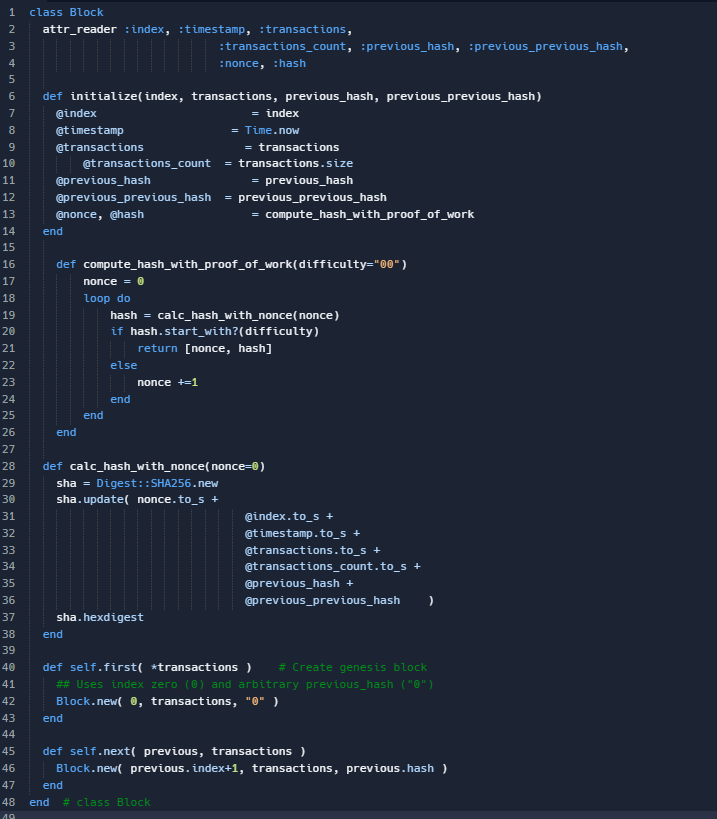 1 class Block
2 attr_reader :index, :timestamp, :transactions,
3 :transactions_count, :previous_hash, :previous_previous_hash,
4 :nonce, :hash
5
6 def initialize(index, transactions, previous_hash, previous_previous_hash)
7 @index = index
8 @timestamp = Time.now
9 @transactions = transactions
10 @transactions_count = transactions.size
11 @previous_hash = previous_hash
12 @previous_previous_hash = previous_previous_hash
13 @nonce, @hash = compute_hash_with_proof_of_work
14 end
15
16 def compute_hash_with_proof_of_work(difficulty="00")
17 nonce = 0
18 loop do
19 hash = calc_hash_with_nonce(nonce)
20 if hash.start_with?(difficulty)
21 return [nonce, hash]
22 else
23 nonce +=1
24 end
25 end
26 end
27
28 def calc_hash_with_nonce(nonce=0)
29 sha = Digest::SHA256.new
30 sha.update( nonce.to_s +
31 @index.to_s +
32 @timestamp.to_s +
33 @transactions.to_s +
34 @transactions_count.to_s +
35 @previous_hash +
36 @previous_previous_hash )
37 sha.hexdigest
38 end
39
40 def self.first( *transactions ) # Create genesis block
41 ## Uses index zero (0) and arbitrary previous_hash ("0")
42 Block.new( 0, transactions, "0" )
43 end
44
45 def self.next( previous, transactions )
46 Block.new( previous.index+1, transactions, previous.hash )
47 end
48 end # class Block
49